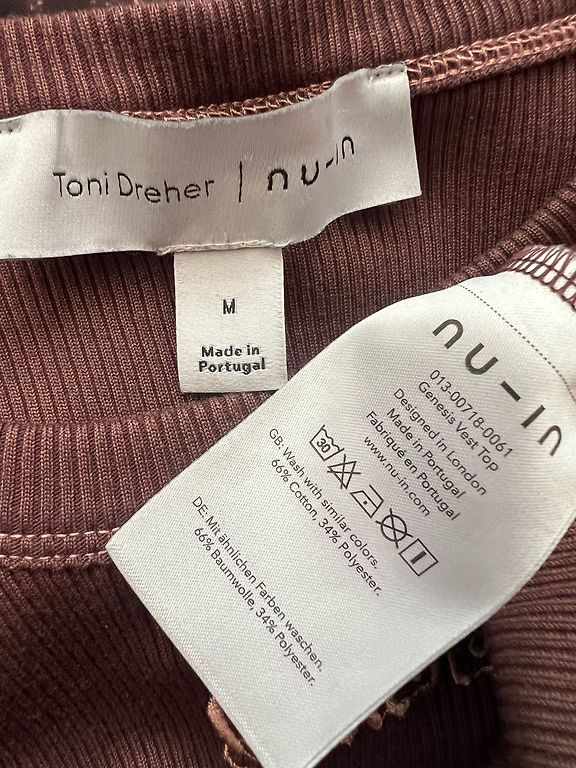 Toni Dreher | nu-in
M
Made in
Portugal
nu-in
013-00718-0061
Genesis Vest Top
Designed in London
Made in Portugal
Fabriqué en Portugal
www.nu-in.com
30
GB: Wash with similar colors.
66% Cotton, 34% Polyester.
DE: Mit ähnlichen Farben waschen.
66% Baumwolle, 34% Polyester.